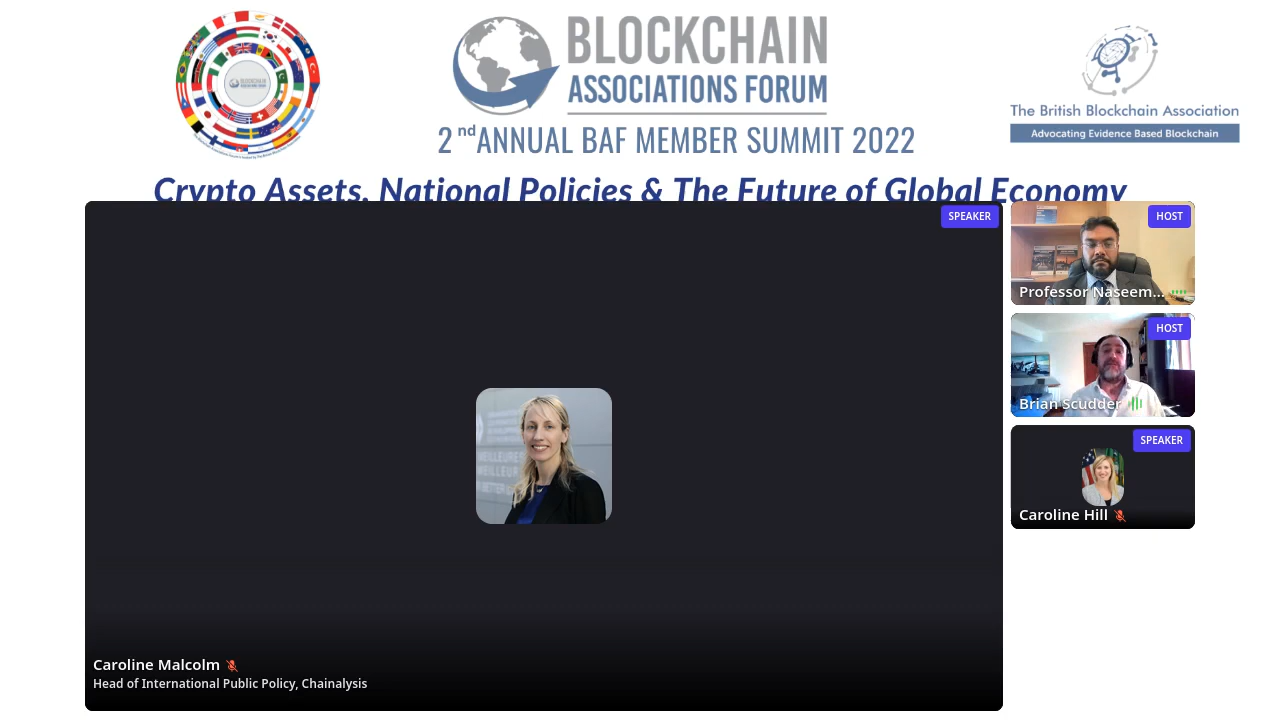 BLOCKCHAIN
ASSOCIATIONS FORUM
2nd ANNUAL BAF MEMBER SUMMIT 2022
The British Blockchain Association
Advocating Evidence Based Blockchain
Crypto Assets, National Policies & The Future of Global Economy
SPEAKER
Caroline Malcolm
Head of International Public Policy, Chainalysis
HOST
Professor Naseem...
HOST
Brian Scudder
SPEAKER
Caroline Hill